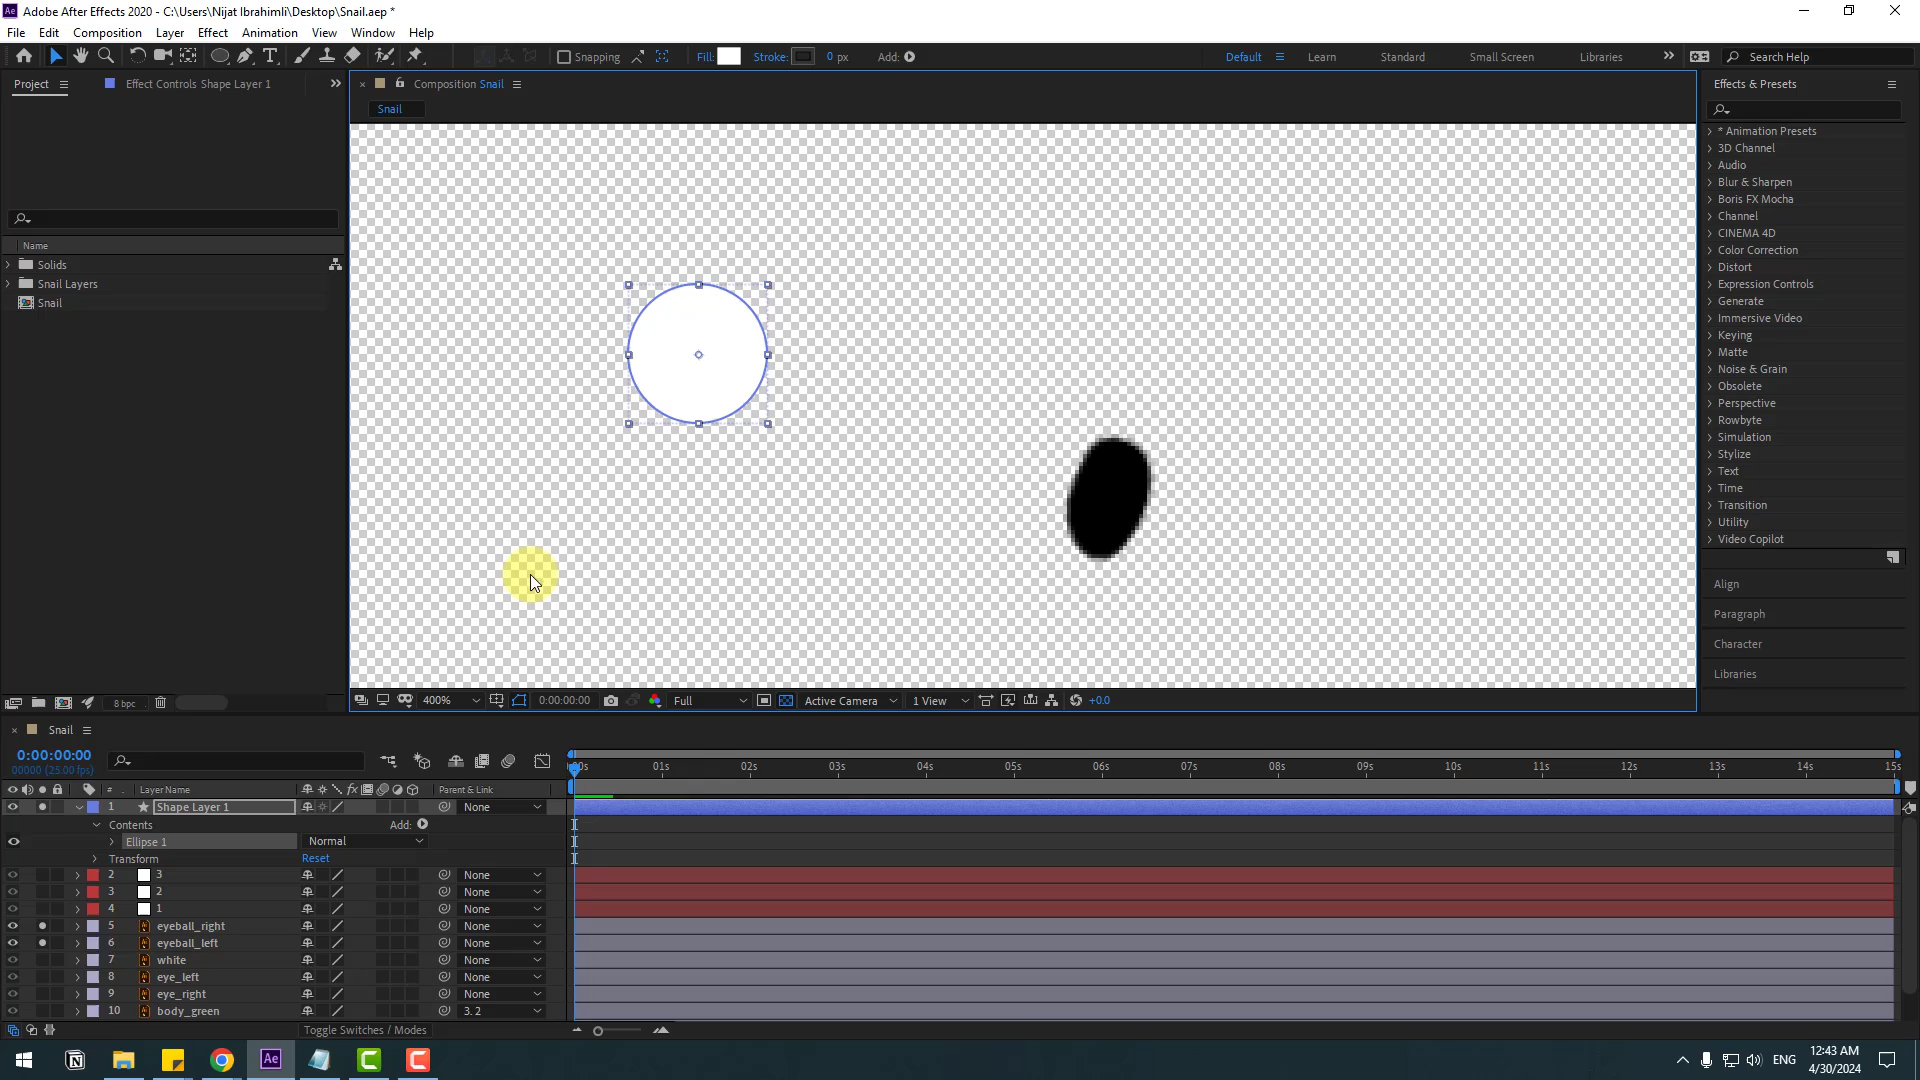 Ae Adobe After Effects 2020 - C:\Users\Nijat Ibrahimli\Desktop\Snail.aep *
File Edit Composition Layer Effect Animation View Window Help
Snapping Fill: Stroke: 0 px Add: Default Learn Standard Small Screen Libraries Search Help
Project Effect Controls Shape Layer 1 Composition Snail Effects & Presets
Snail
* Animation Presets
3D Channel
Audio
Blur & Sharpen
Boris FX Mocha
Channel
CINEMA 4D
Color Correction
Distort
Expression Controls
Generate
Immersive Video
Keying
Matte
Noise & Grain
Obsolete
Perspective
Rowbyte
Simulation
Stylize
Text
Time
Transition
Utility
Video Copilot
Align
Paragraph
Character
Libraries
Name
Solids
Snail Layers
Snail
8 bpc 400% 0:00:00:00 Full Active Camera 1 View +0.0
Snail
0:00:00:00
00000 (25.00 fps)
01s 02s 03s 04s 05s 06s 07s 08s 09s 10s 11s 12s 13s 14s 15s
# Layer Name fx Parent & Link
1 Shape Layer 1 None
Contents Add:
Ellipse 1 Normal
Transform Reset
2 3 None
3 2 None
4 1 None
5 eyeball_right None
6 eyeball_left None
7 white None
8 eye_left None
9 eye_right None
10 body_green 3. 2
Toggle Switches / Modes
Ae ENG 12:43 AM
4/30/2024